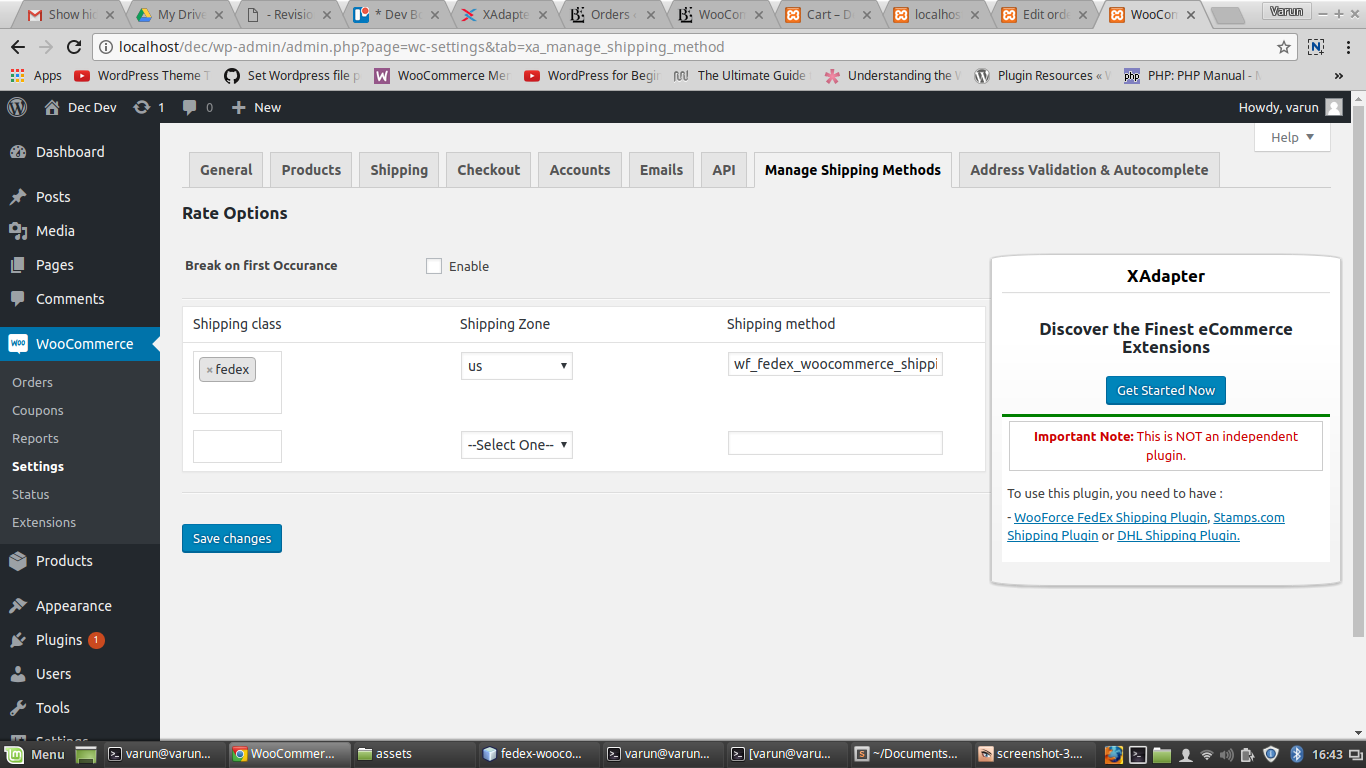 Show hic
My Drive
- Revisio
* Dev Bo
XAdapte
Orders
WooCom
Cart – D
localhos
Edit orde
WooCon
Varun
localhost/dec/wp-admin/admin.php?page=wc-settings&tab=xa_manage_shipping_method
Apps
WordPress Theme T
Set Wordpress file p
WooCommerce Mer
WordPress for Begir
The Ultimate Guide
Understanding the W
Plugin Resources «
PHP: PHP Manual -
»
Dec Dev
1
0
New
Howdy, varun
Help
Dashboard
Posts
Media
Pages
Comments
WooCommerce
Orders
Coupons
Reports
Settings
Status
Extensions
Products
Appearance
Plugins 1
Users
Tools
Settings
General
Products
Shipping
Checkout
Accounts
Emails
API
Manage Shipping Methods
Address Validation & Autocomplete
Rate Options
Break on first Occurance
Enable
Shipping class
Shipping Zone
Shipping method
× fedex
us
wf_fedex_woocommerce_shippi
--Select One--
Save changes
XAdapter
Discover the Finest eCommerce
Extensions
Get Started Now
Important Note: This is NOT an independent
plugin.
To use this plugin, you need to have :
- WooForce FedEx Shipping Plugin, Stamps.com
Shipping Plugin or DHL Shipping Plugin.
Menu
varun@varun...
WooCommer...
assets
fedex-wooco...
varun@varun...
[varun@varu...
~/Documents...
screenshot-3....
16:43